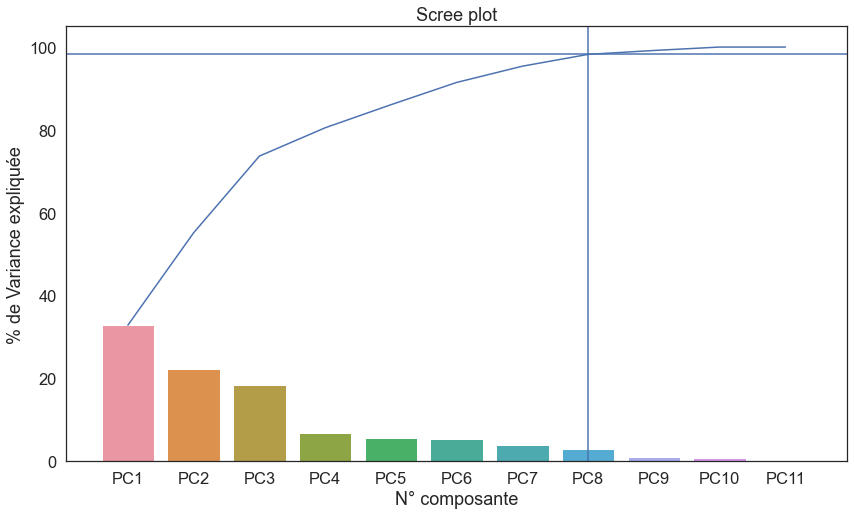 Scree plot
100
80
60
40
20
0
% de Variance expliquée
PC1 PC2 PC3 PC4 PC5 PC6 PC7 PC8 PC9 PC10 PC11
N° composante